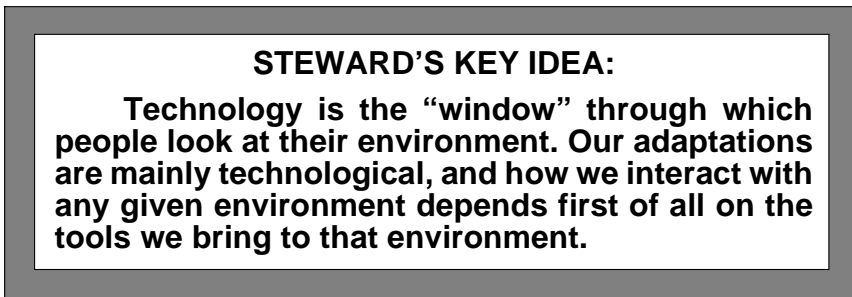 STEWARD’S KEY IDEA:
Technology is the “window” through which
people look at their environment. Our adaptations
are mainly technological, and how we interact with
any given environment depends first of all on the
tools we bring to that environment.